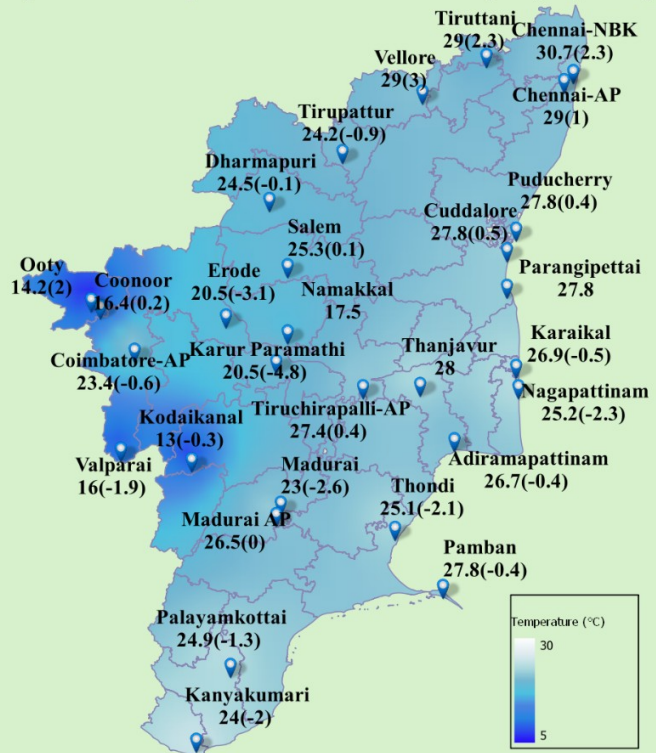 Tiruttani
29(2.3)
Chennai-NBK
30.7(2.3)
Vellore
29(3)
Chennai-AP
29(1)
Tirupattur
24.2(-0.9)
Dharmapuri
24.5(-0.1)
Puducherry
27.8(0.4)
Cuddalore
27.8(0.5)
Salem
25.3(0.1)
Parangipettai
27.8
Ooty
14.2(2)
Coonoor
16.4(0.2)
Erode
20.5(-3.1)
Namakkal
17.5
Karaikal
26.9(-0.5)
Coimbatore-AP
23.4(-0.6)
Karur Paramathi
20.5(-4.8)
Thanjavur
28
Nagapattinam
25.2(-2.3)
Tiruchirapalli-AP
27.4(0.4)
Kodaikanal
13(-0.3)
Adiramapattinam
26.7(-0.4)
Valparai
16(-1.9)
Madurai
23(-2.6)
Thondi
25.1(-2.1)
Madurai AP
26.5(0)
Pamban
27.8(-0.4)
Palayamkottai
24.9(-1.3)
Kanyakumari
24(-2)
Temperature (°C)
30
5